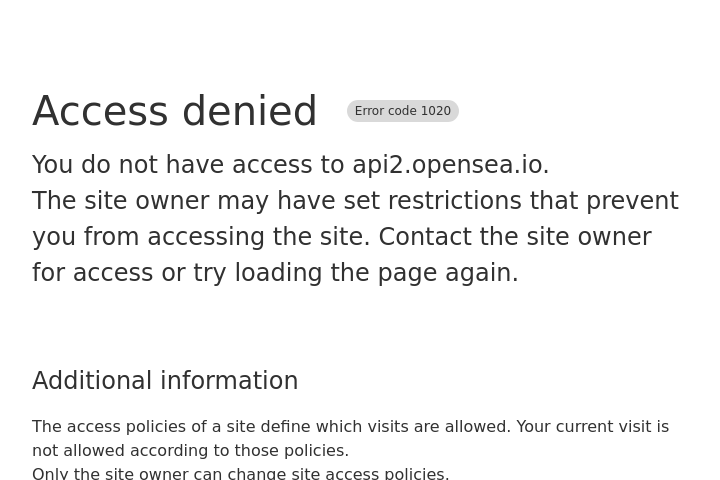 Access denied Error code 1020
You do not have access to api2.opensea.io.
The site owner may have set restrictions that prevent
you from accessing the site. Contact the site owner
for access or try loading the page again.
Additional information
The access policies of a site define which visits are allowed. Your current visit is
not allowed according to those policies.
Only the site owner can change site access policies.